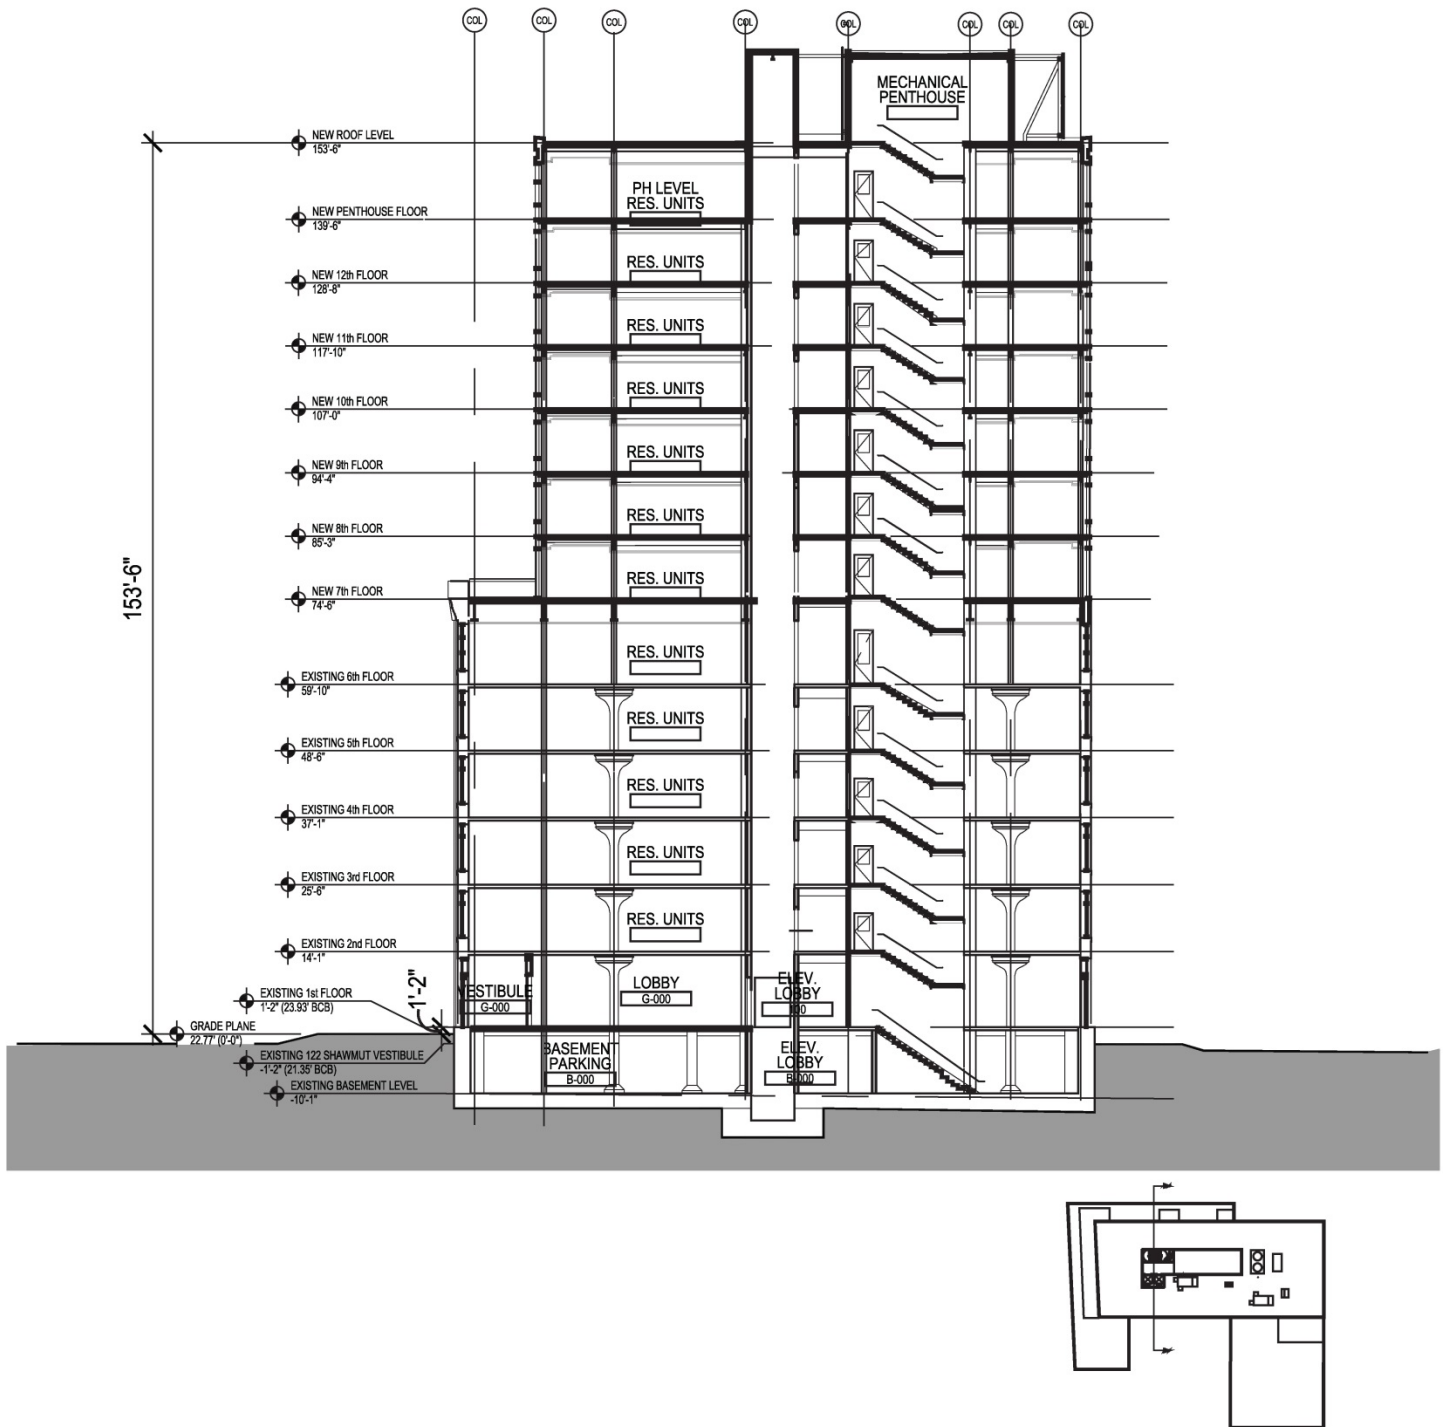 COL COL COL COL COL COL COL COL
MECHANICAL
PENTHOUSE
NEW ROOF LEVEL
153'-6"
PH LEVEL
RES. UNITS
NEW PENTHOUSE FLOOR
139'-6"
RES. UNITS
NEW 12th FLOOR
128'-8"
RES. UNITS
NEW 11th FLOOR
117'-10"
RES. UNITS
NEW 10th FLOOR
107'-0"
RES. UNITS
NEW 9th FLOOR
94'-4"
RES. UNITS
NEW 8th FLOOR
85'-3"
RES. UNITS
NEW 7th FLOOR
74'-6"
153'-6"
RES. UNITS
EXISTING 6th FLOOR
59'-10"
RES. UNITS
EXISTING 5th FLOOR
48'-6"
RES. UNITS
EXISTING 4th FLOOR
37'-1"
RES. UNITS
EXISTING 3rd FLOOR
25'-6"
RES. UNITS
EXISTING 2nd FLOOR
14'-1"
1'-2"
VESTIBULE
G-000
LOBBY
G-000
ELEV.
LOBBY
EXISTING 1st FLOOR
1'-2" (23.93' BCB)
GRADE PLANE
22.77' (0'-0")
EXISTING 122 SHAWMUT VESTIBULE
-1'-2" (21.35' BCB)
EXISTING BASEMENT LEVEL
-10'-1"
BASEMENT
PARKING
B-000
ELEV.
LOBBY
B-000